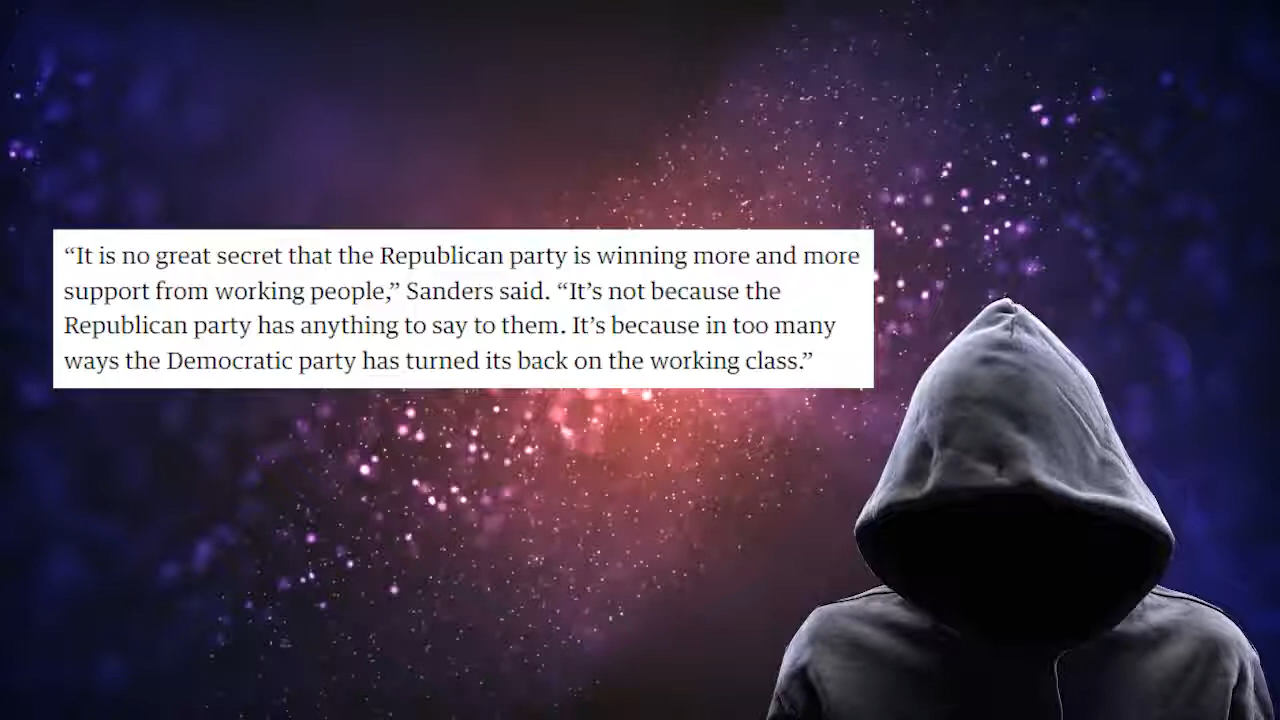 “It is no great secret that the Republican party is winning more and more
support from working people,” Sanders said. “It’s not because the
Republican party has anything to say to them. It’s because in too many
ways the Democratic party has turned its back on the working class.”